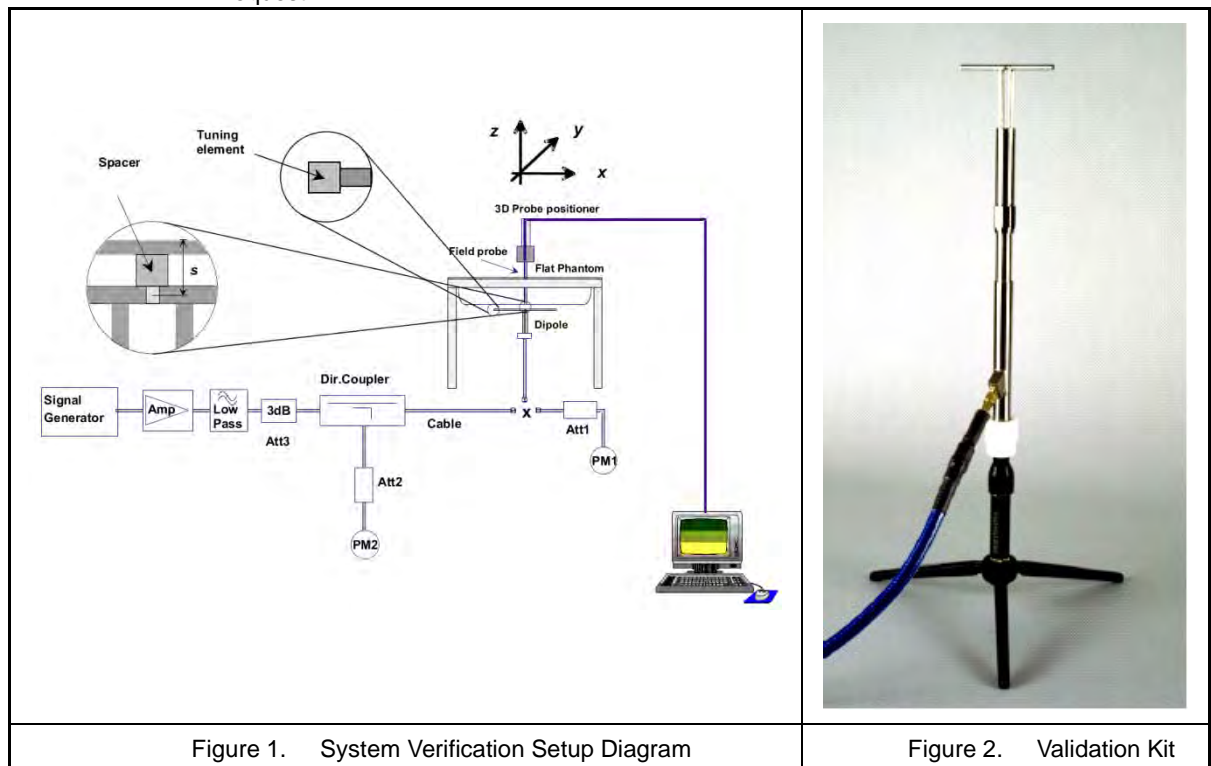 Spacer
Tuning
element
z
y
x
3D Probe positioner
Field probe
Flat Phantom
s
Dipole
Dir.Coupler
Signal
Generator
Amp
Low
Pass
3dB
Att3
Cable
x
Att1
PM1
Att2
PM2
Figure 1. System Verification Setup Diagram
Figure 2. Validation Kit